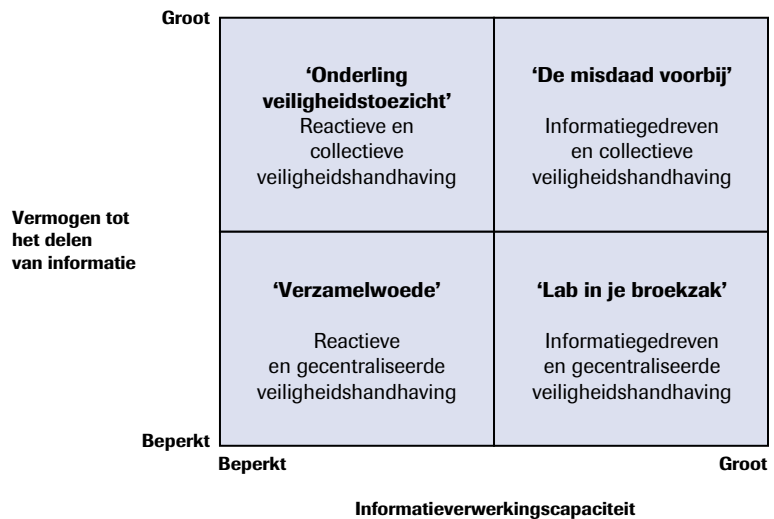 Groot
‘Onderling
veiligheidstoezicht’
Reactieve en
collectieve
veiligheidshandhaving
‘De misdaad voorbij’
Informatiegedreven
en collectieve
veiligheidshandhaving
Vermogen tot
het delen
van informatie
‘Verzamelwoede’
Reactieve
en gecentraliseerde
veiligheidshandhaving
‘Lab in je broekzak’
Informatiegedreven
en gecentraliseerde
veiligheidshandhaving
Beperkt
Beperkt
Groot
Informatieverwerkingscapaciteit